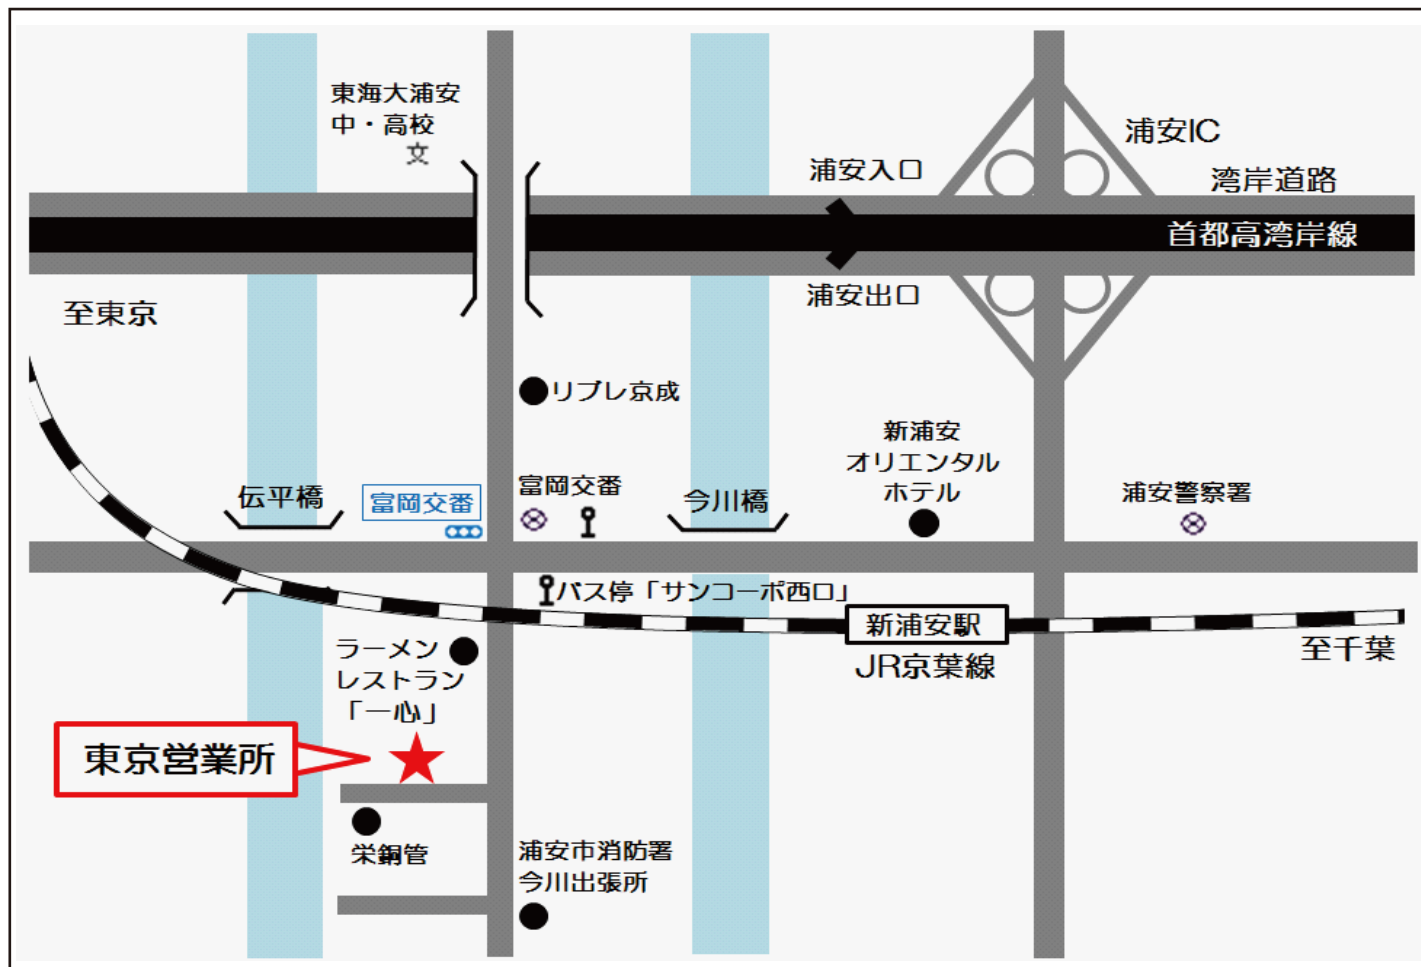 東海大浦安
中・高校
文
浦安IC
浦安入口
湾岸道路
首都高湾岸線
浦安出口
至東京
リブレ京成
新浦安
オリエンタル
ホテル
伝平橋
富岡交番
富岡交番
今川橋
浦安警察署
バス停「サンコーポ西口」
新浦安駅
JR京葉線
至千葉
ラーメン
レストラン
「一心」
東京営業所
栄銅管
浦安市消防署
今川出張所